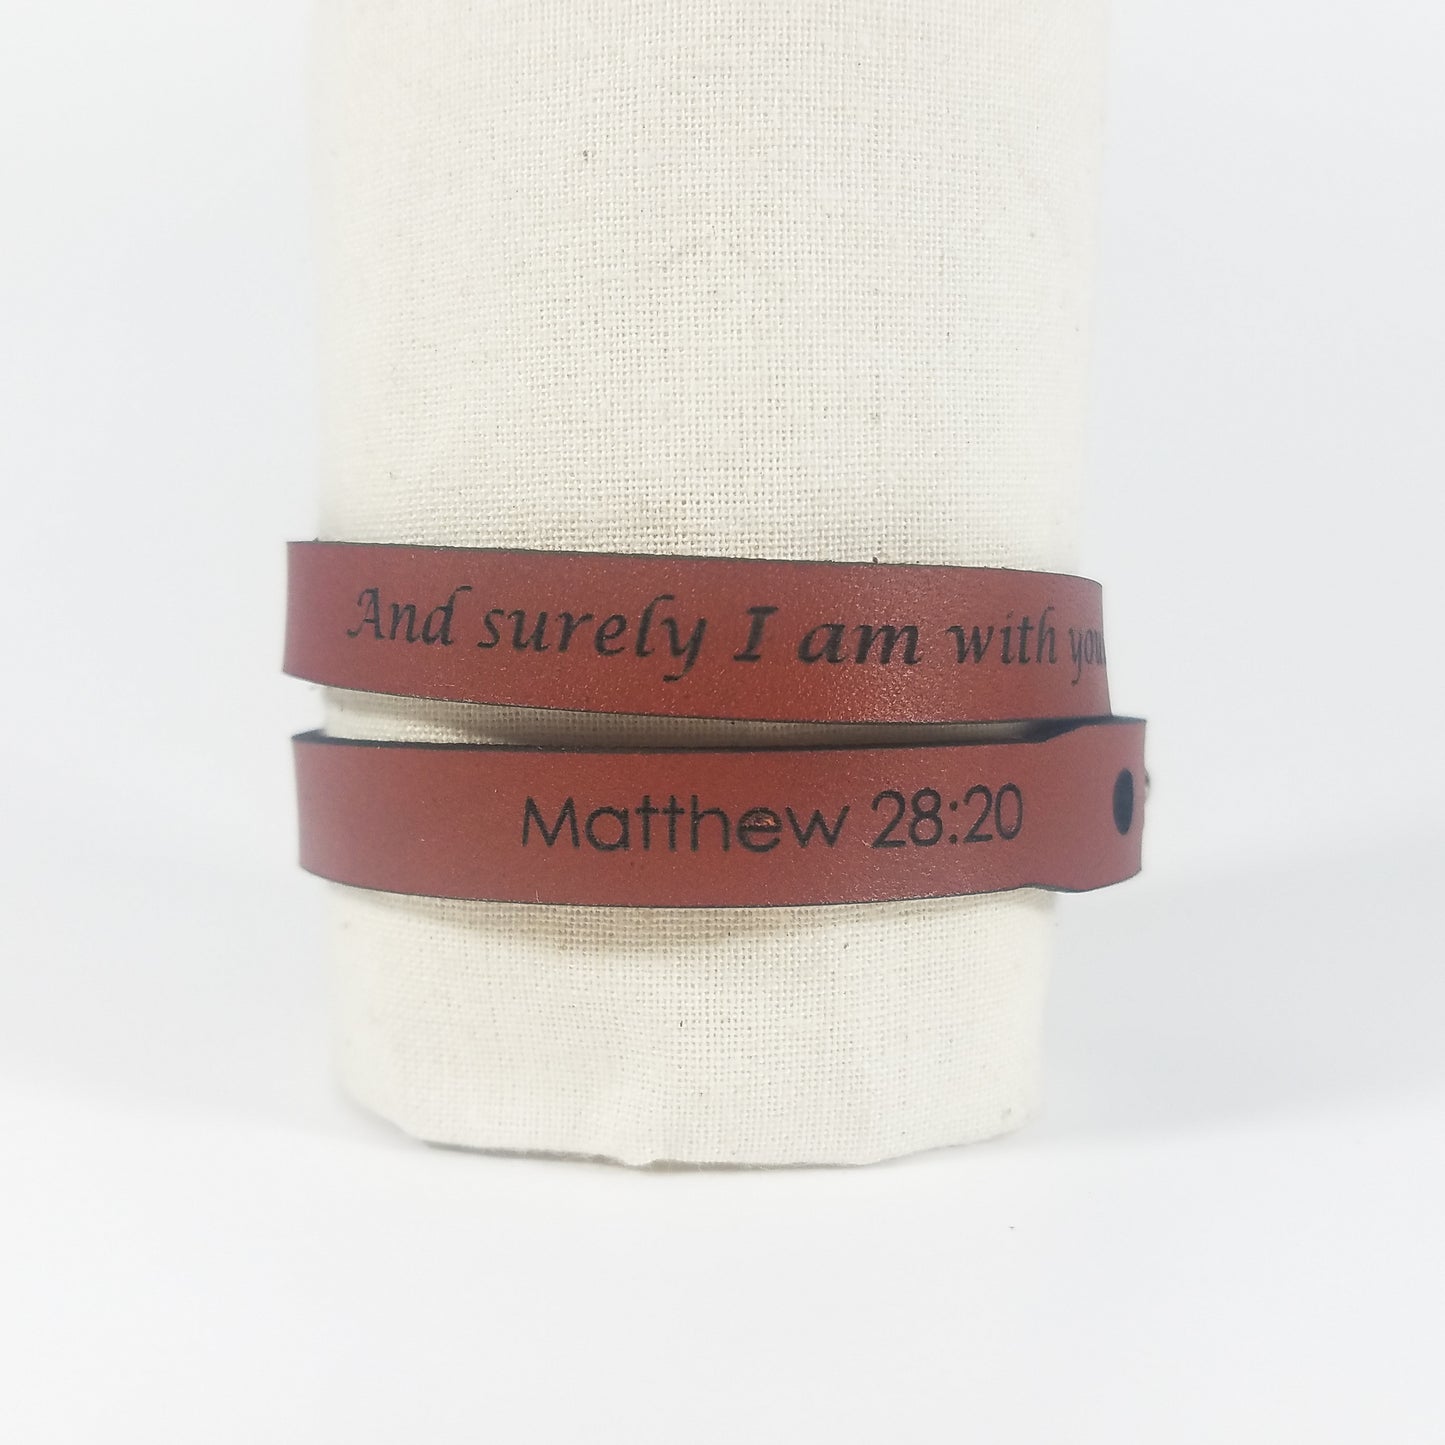 And surely I am with you
Matthew 28:20